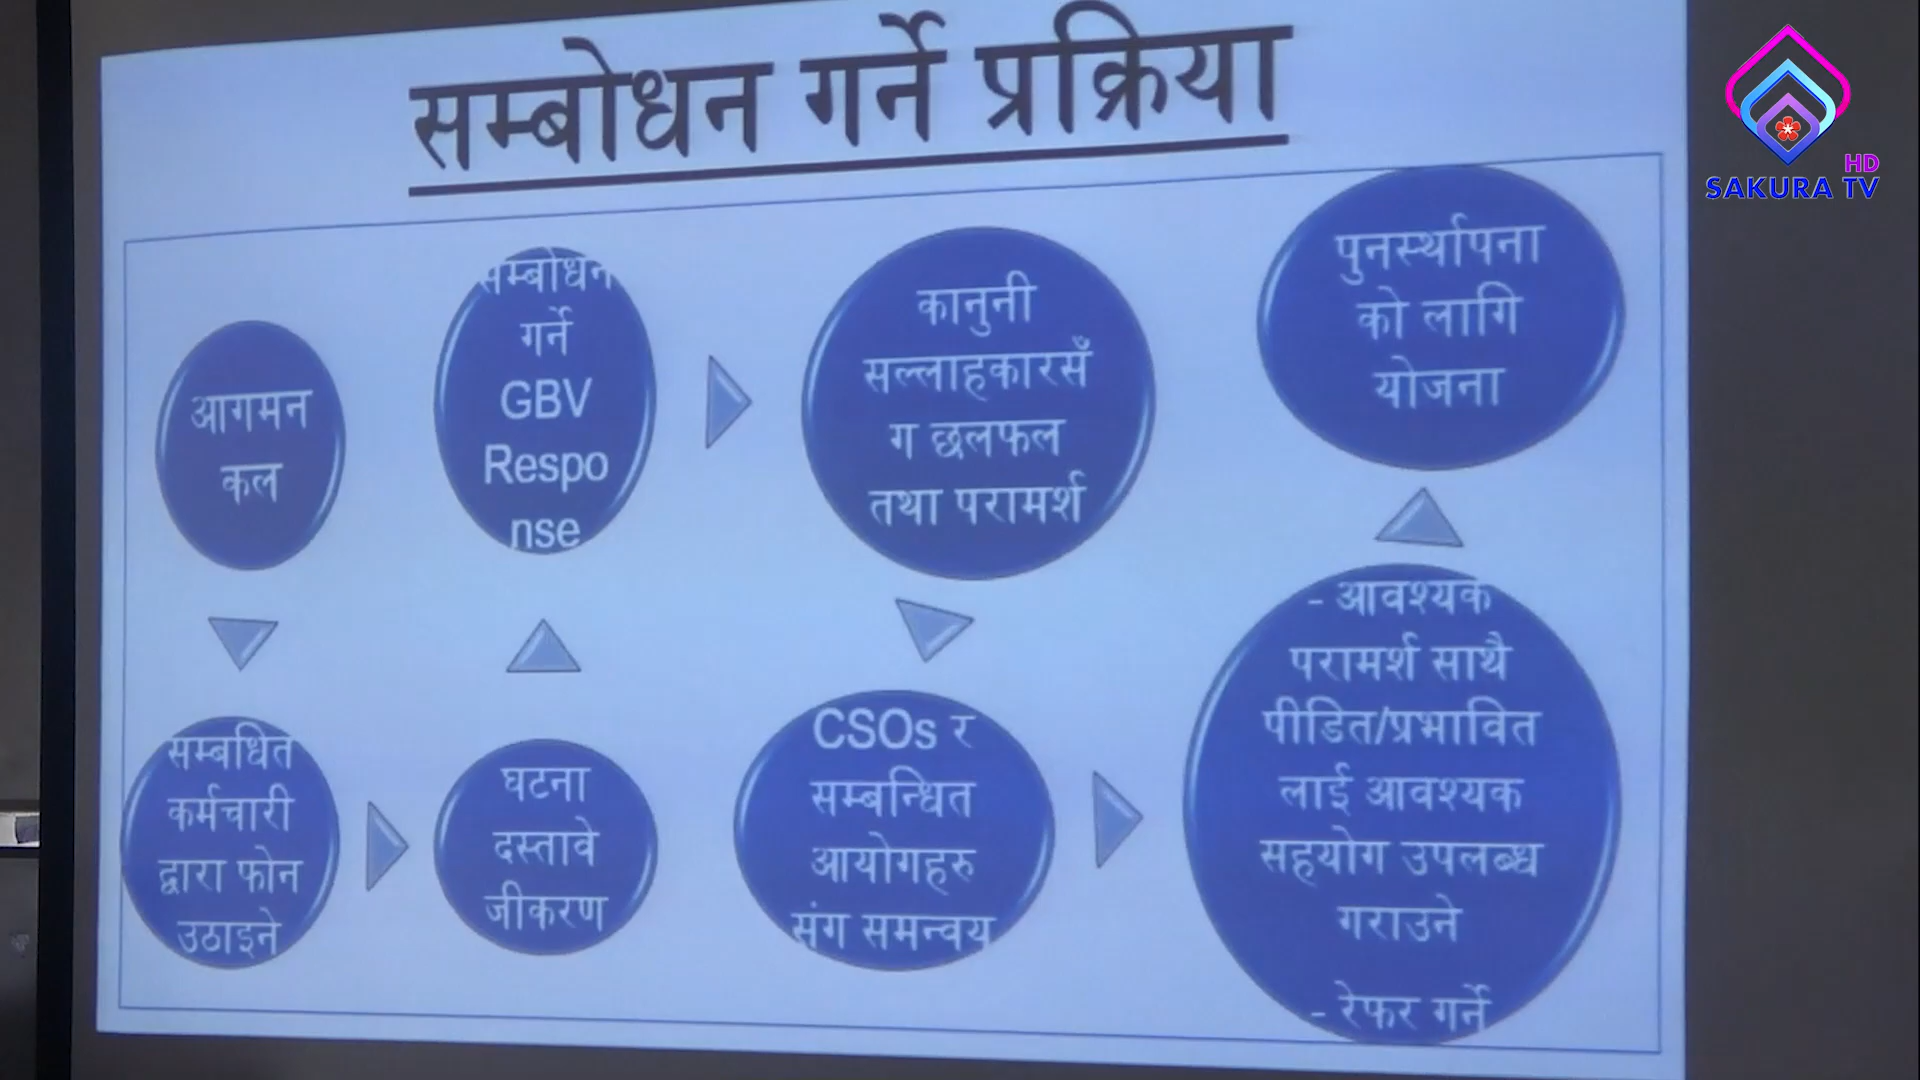 सम्बोधन गर्ने प्रक्रिया
आगमन
कल
सम्बधित
कर्मचारी
द्वारा फोन
उठाइने
घटना
दस्तावे
जीकरण
सम्बोधन
गर्ने
GBV
Respo
nse
कानुनी
सल्लाहकारसँ
ग छलफल
तथा परामर्श
CSOs र
सम्बन्धित
आयोगहरु
संग समन्वय
- आवश्यक
परामर्श साथै
पीडित/प्रभावित
लाई आवश्यक
सहयोग उपलब्ध
गराउने
- रेफर गर्ने
पुनर्स्थापना
को लागि
योजना
HD
SAKURA TV